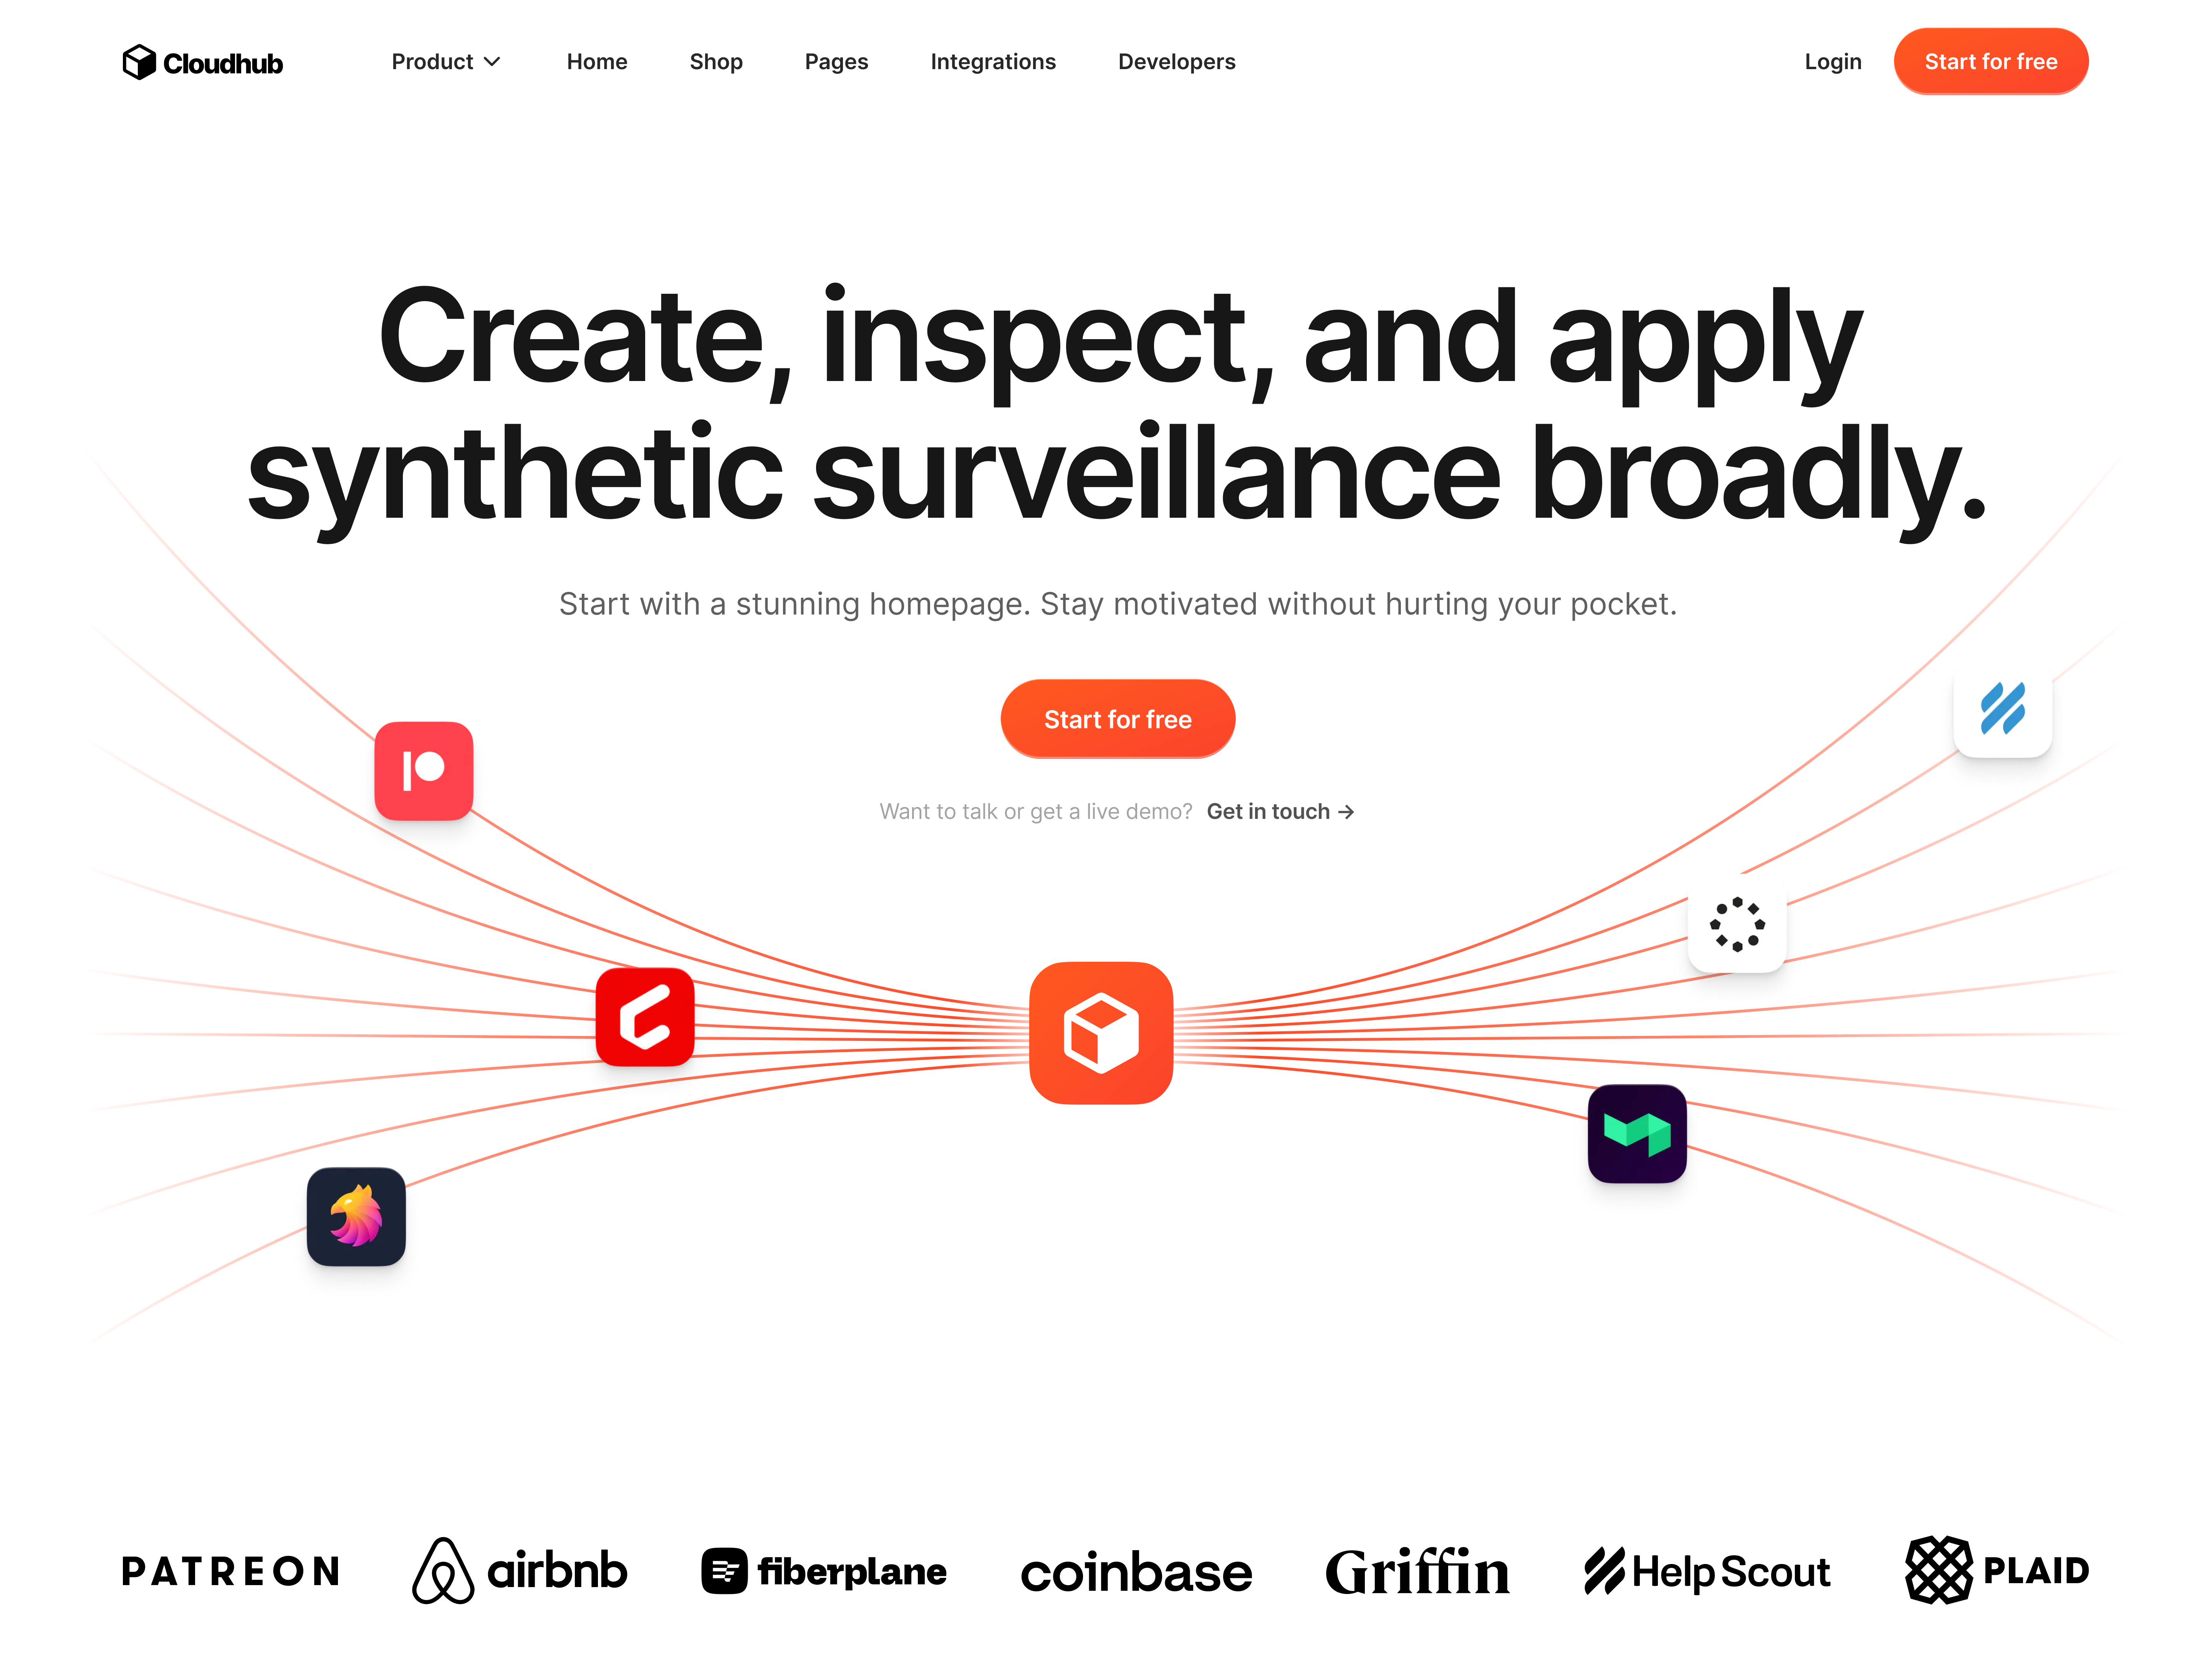 Cloudhub
Product
Home
Shop
Pages
Integrations
Developers
Login
Start for free
Create, inspect, and apply
synthetic surveillance broadly.
Start with a stunning homepage. Stay motivated without hurting your pocket.
Start for free
Want to talk or get a live demo? Get in touch →
PATREON
airbnb
fiberplane
coinbase
Griffin
Help Scout
PLAID